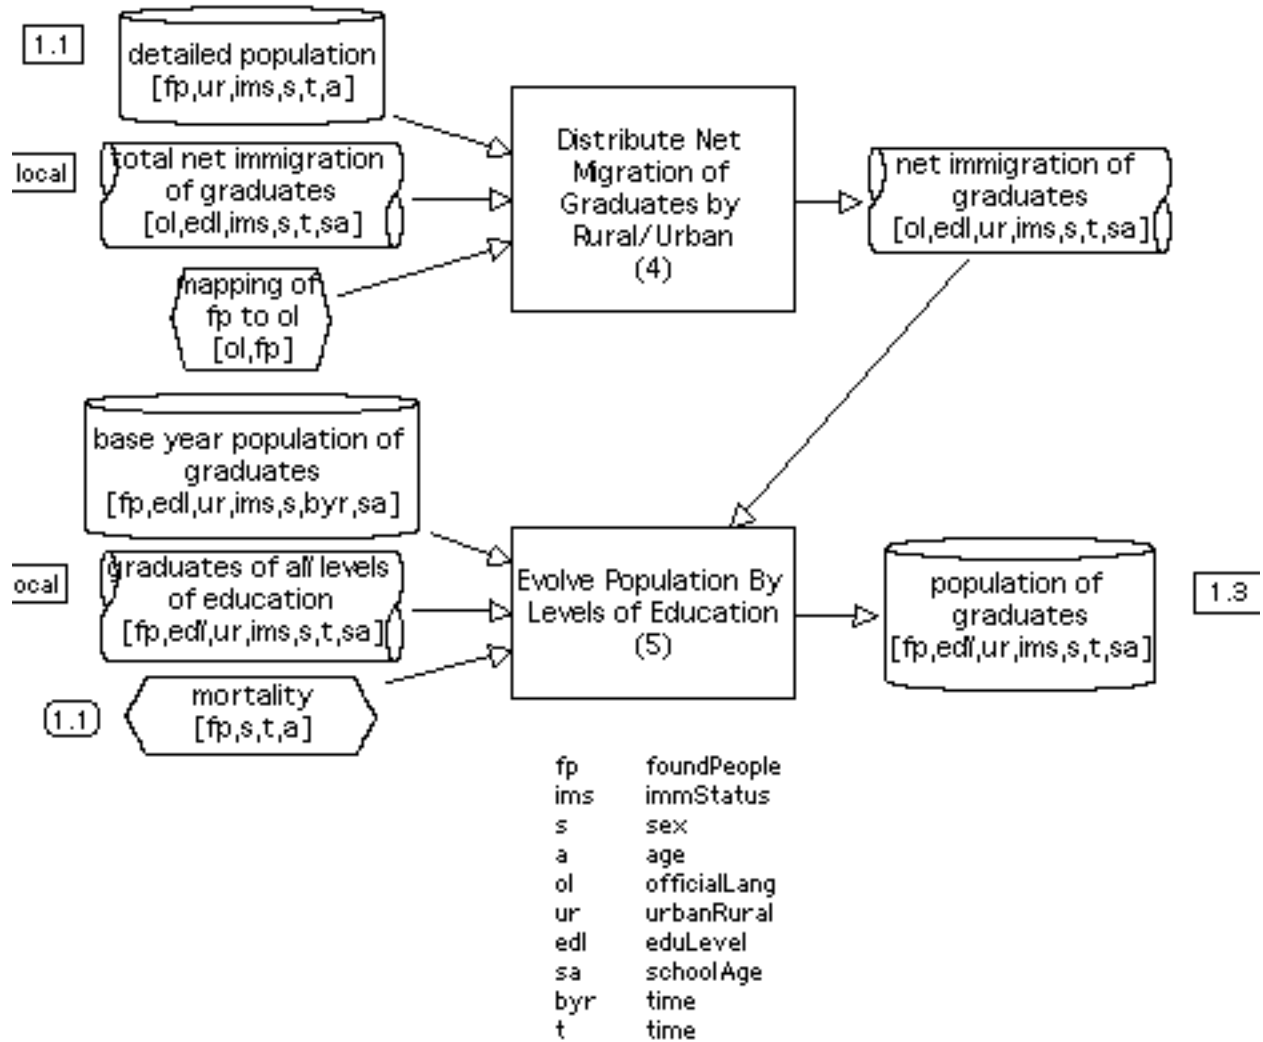 1.1
detailed population
[fp,ur,ims,s,t,a]
local
total net immigration
of graduates
[ol,edl,ims,s,t,sa]
mapping of
fp to ol
[ol,fp]
Distribute Net
Migration of
Graduates by
Rural/Urban
(4)
net immigration of
graduates
[ol,edl,ur,ims,s,t,sa]
base year population of
graduates
[fp,edl,ur,ims,s,byr,sa]
ocal
graduates of all levels
of education
[fp,edl,ur,ims,s,t,sa]
1.1
mortality
[fp,s,t,a]
Evolve Population By
Levels of Education
(5)
population of
graduates
[fp,edl,ur,ims,s,t,sa]
1.3
fp foundPeople
ims immStatus
s sex
a age
ol officialLang
ur urbanRural
edl eduLevel
sa schoolAge
byr time
t time